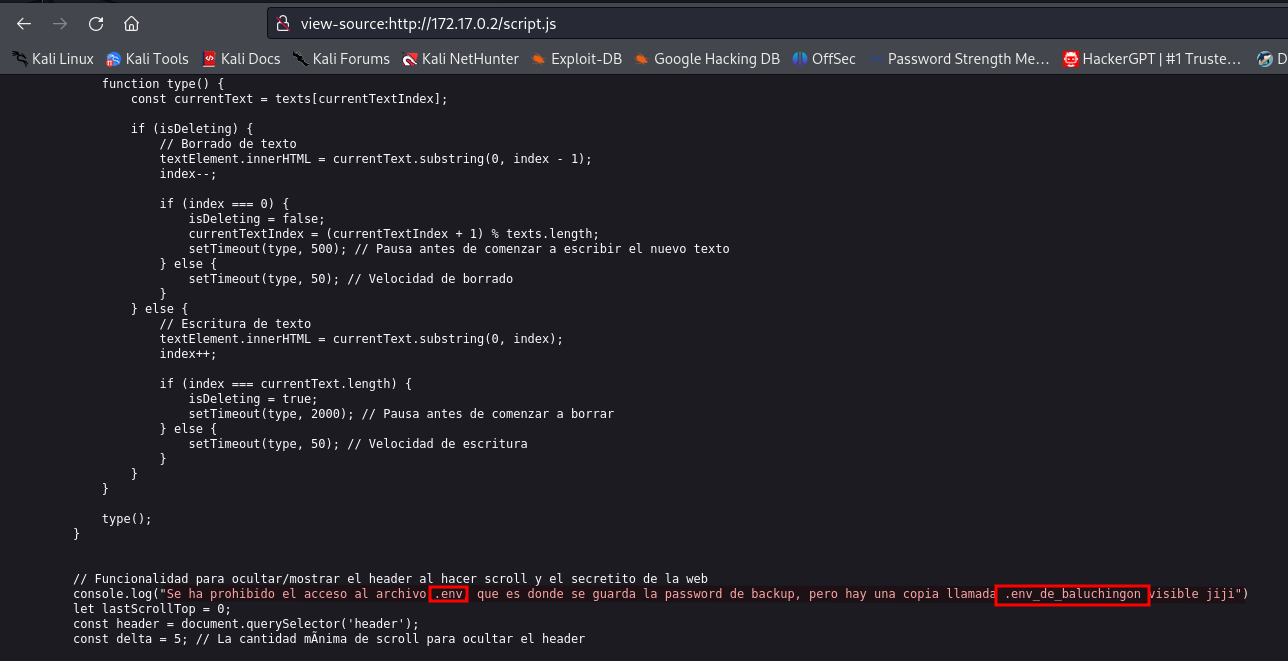 view-source:http://172.17.0.2/script.js
Kali Linux Kali Tools Kali Docs Kali Forums Kali NetHunter Exploit-DB Google Hacking DB OffSec Password Strength Me… HackerGPT | #1 Truste… D
function type() {
const currentText = texts[currentTextIndex];
if (isDeleting) {
// Borrado de texto
textElement.innerHTML = currentText.substring(0, index - 1);
index--;
if (index === 0) {
isDeleting = false;
currentTextIndex = (currentTextIndex + 1) % texts.length;
setTimeout(type, 500); // Pausa antes de comenzar a escribir el nuevo texto
} else {
setTimeout(type, 50); // Velocidad de borrado
}
} else {
// Escritura de texto
textElement.innerHTML = currentText.substring(0, index);
index++;
if (index === currentText.length) {
isDeleting = true;
setTimeout(type, 2000); // Pausa antes de comenzar a borrar
} else {
setTimeout(type, 50); // Velocidad de escritura
}
}
}
type();
}
// Funcionalidad para ocultar/mostrar el header al hacer scroll y el secretito de la web
console.log("Se ha prohibido el acceso al archivo .env, que es donde se guarda la password de backup, pero hay una copia llamada .env_de_baluchingon visible jiji")
let lastScrollTop = 0;
const header = document.querySelector('header');
const delta = 5; // La cantidad mÃnima de scroll para ocultar el header